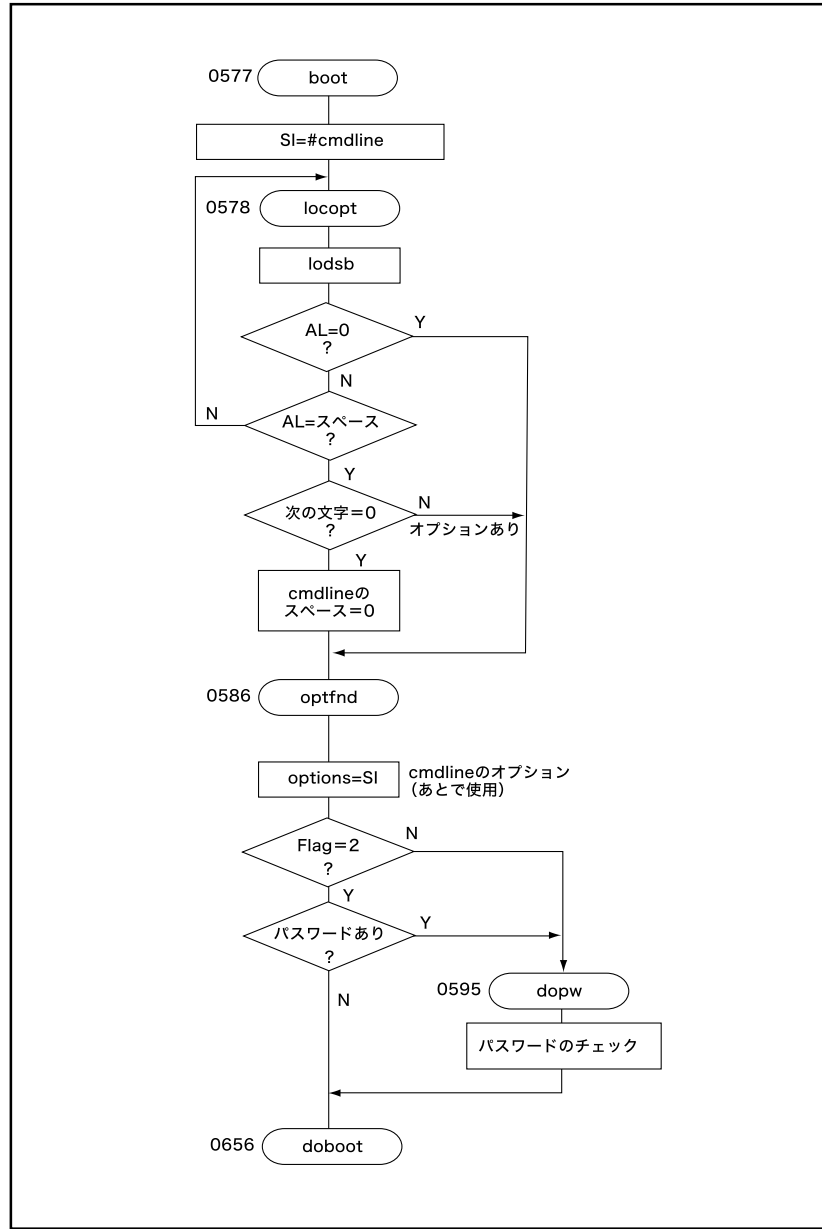 0577 boot
SI=#cmdline
0578 locopt
lodsb
AL=0
?
Y
N
AL=スペース
?
N
Y
次の文字=0
?
N
オプションあり
Y
cmdlineの
スペース=0
0586 optfnd
options=SI
cmdlineのオプション
(あとで使用)
Flag=2
?
N
Y
パスワードあり
?
Y
N
0595 dopw
パスワードのチェック
0656 doboot